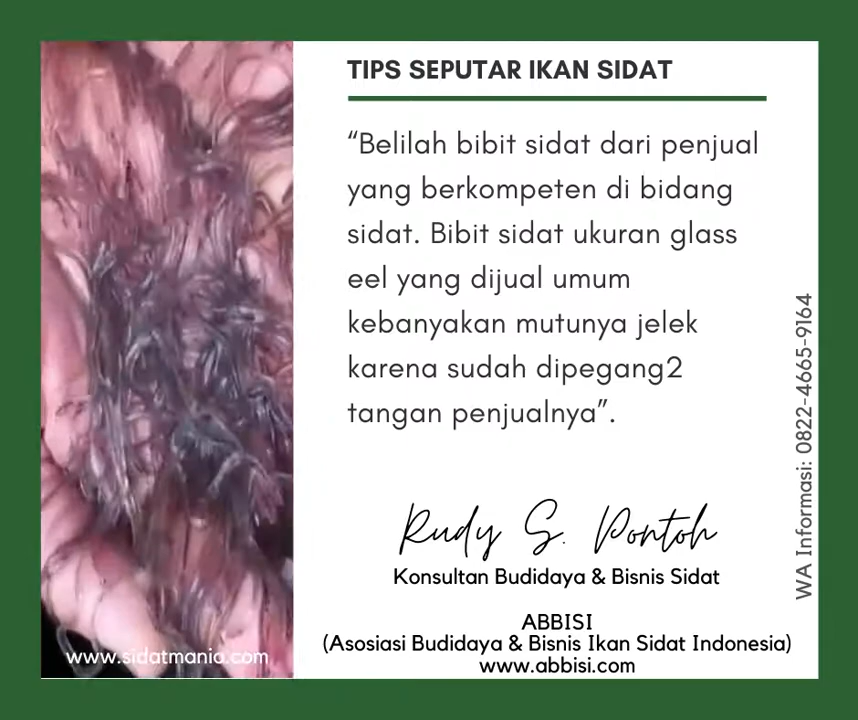 TIPS SEPUTAR IKAN SIDAT
“Belilah bibit sidat dari penjual
yang berkompeten di bidang
sidat. Bibit sidat ukuran glass
eel yang dijual umum
kebanyakan mutunya jelek
karena sudah dipegang2
tangan penjualnya”.
Rudy S. Pontoh
Konsultan Budidaya & Bisnis Sidat
ABBISI
(Asosiasi Budidaya & Bisnis Ikan Sidat Indonesia)
www.abbisi.com
WA Informasi: 0822-4665-9164
www.sidatmania.com